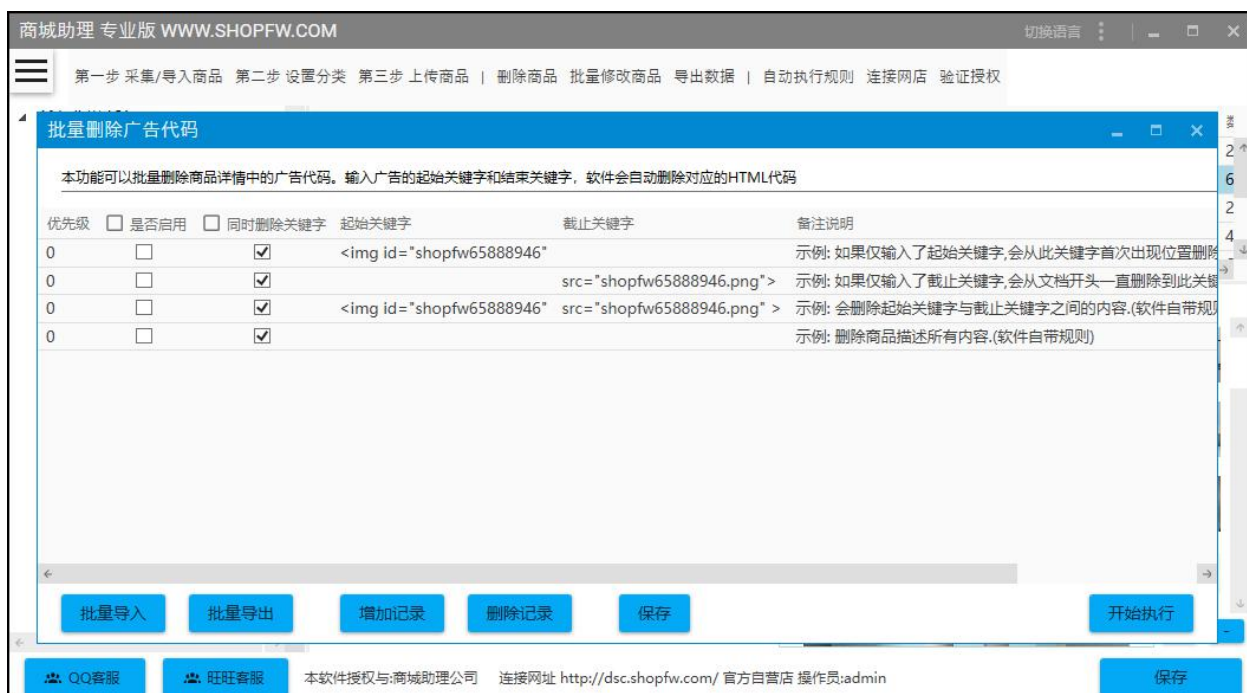 商城助理 专业版 WWW.SHOPFW.COM 切换语言
第一步 采集/导入商品 第二步 设置分类 第三步 上传商品 | 删除商品 批量修改商品 导出数据 | 自动执行规则 连接网店 验证授权
批量删除广告代码
本功能可以批量删除商品详情中的广告代码。输入广告的起始关键字和结束关键字，软件会自动删除对应的HTML代码
优先级 是否启用 同时删除关键字 起始关键字 截止关键字 备注说明
0 <img id="shopfw65888946" 示例: 如果仅输入了起始关键字,会从此关键字首次出现位置删除
0 src="shopfw65888946.png"> 示例: 如果仅输入了截止关键字,会从文档开头一直删除到此关键
0 <img id="shopfw65888946" src="shopfw65888946.png" > 示例: 会删除起始关键字与截止关键字之间的内容.(软件自带规则
0 示例: 删除商品描述所有内容.(软件自带规则)
2
6
2
4
批量导入 批量导出 增加记录 删除记录 保存 开始执行
QQ客服 旺旺客服 本软件授权与:商城助理公司 连接网址 http://dsc.shopfw.com/ 官方自营店 操作员:admin 保存